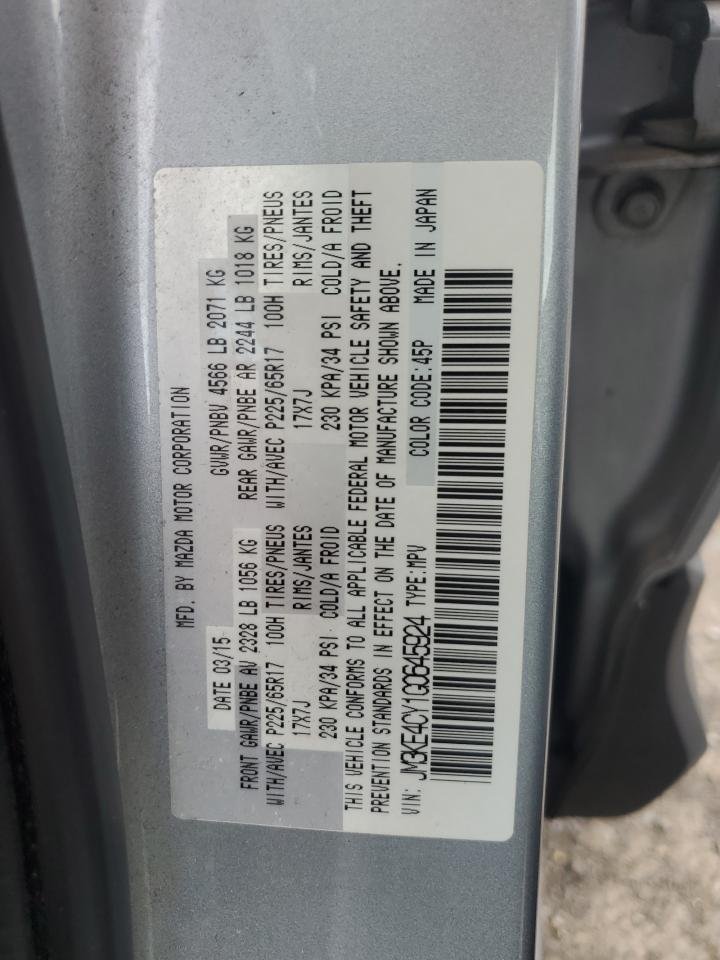 MFD. BY MAZDA MOTOR CORPORATION
DATE 03/15 GVWR/PNBV 4566 LB 2071 KG
FRONT GAWR/PNBE AV 2328 LB 1056 KG REAR GAWR/PNBE AR 2244 LB 1018 KG
WITH/AVEC P225/65R17 100H TIRES/PNEUS WITH/AVEC P225/65R17 100H TIRES/PNEUS
17X7J RIMS/JANTES 17X7J RIMS/JANTES
230 KPA/34 PSI COLD/A FROID 230 KPA/34 PSI COLD/A FROID
THIS VEHICLE CONFORMS TO ALL APPLICABLE FEDERAL MOTOR VEHICLE SAFETY AND THEFT
PREVENTION STANDARDS IN EFFECT ON THE DATE OF MANUFACTURE SHOWN ABOVE.
VIN: JM3KE4CY1G0645924 TYPE:MPV COLOR CODE:45P MADE IN JAPAN